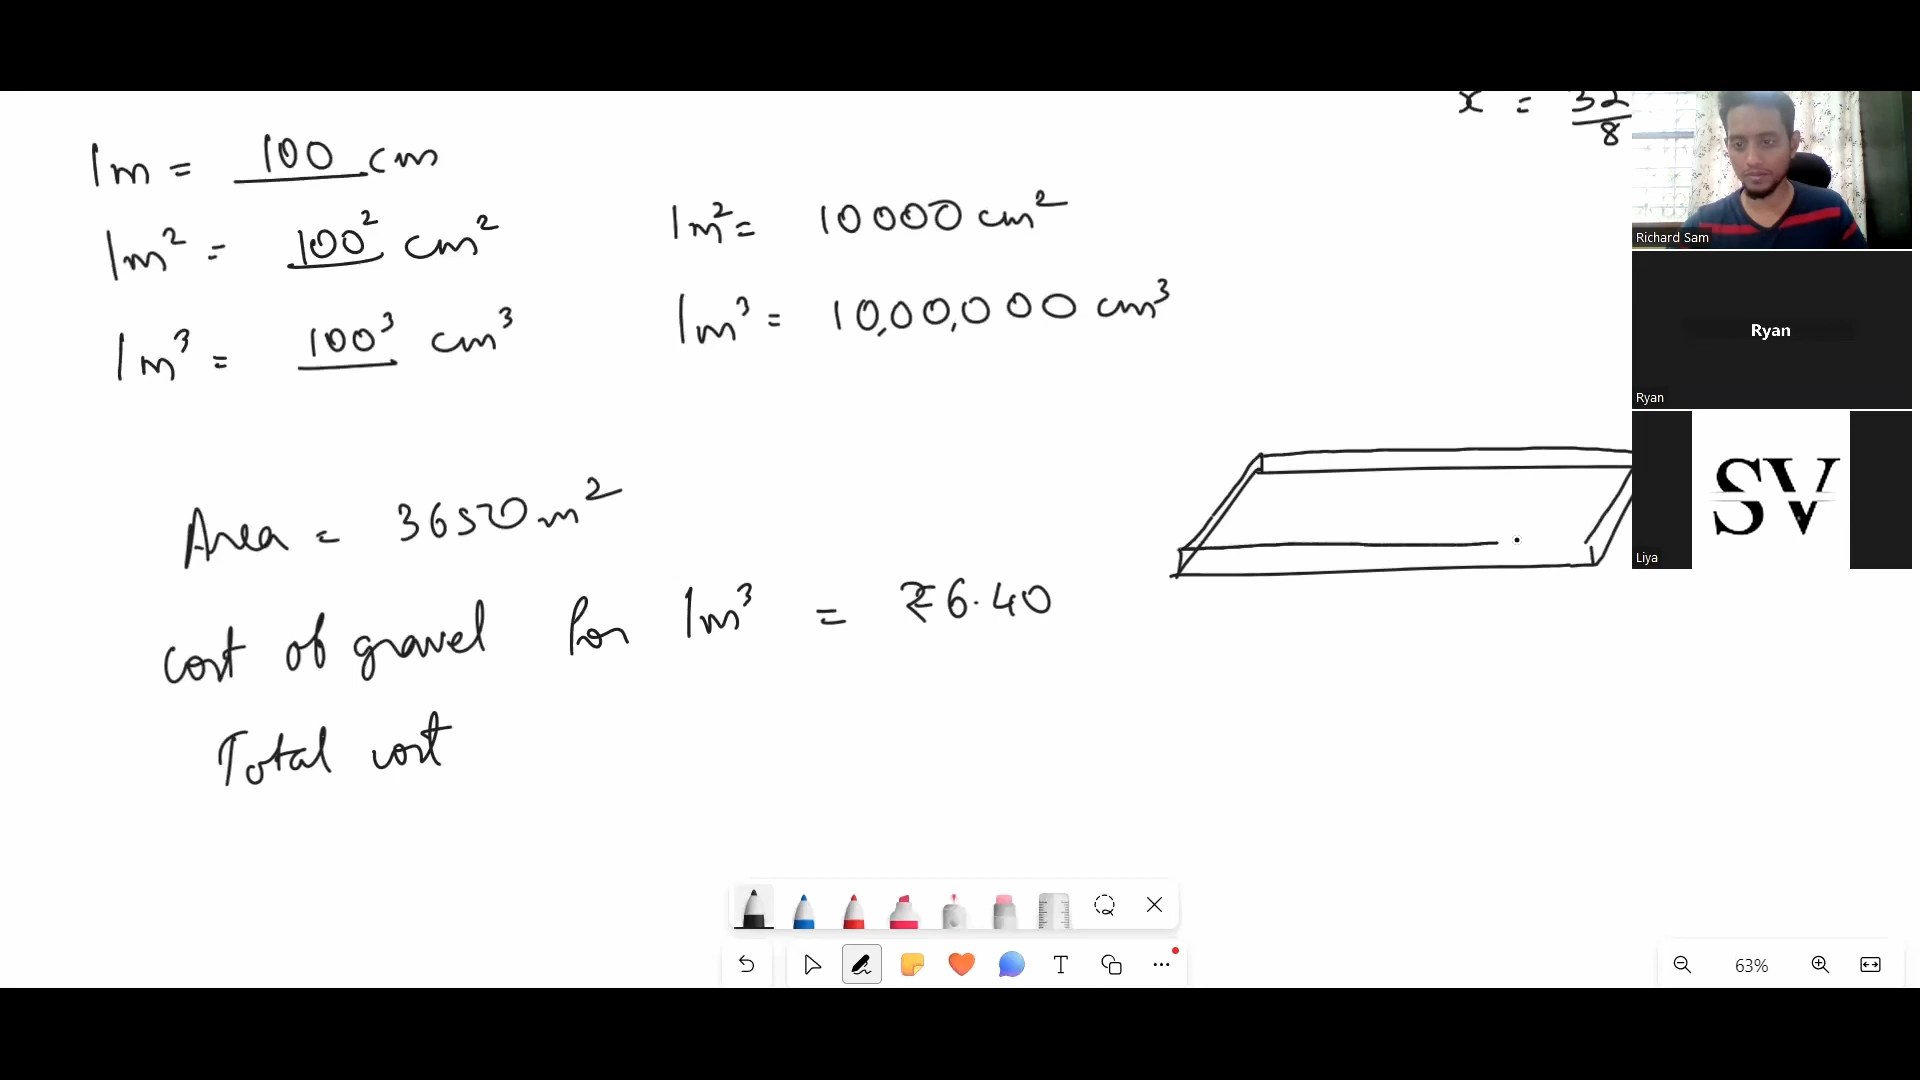 x = 32/8
1m = 100 cm
1m² = 100² cm²
1m² = 10000 cm²
1m³ = 100³ cm³
1m³ = 10,00,000 cm³
Area = 3650 m²
cost of gravel for 1m³ = ₹6.40
Total cost
Richard Sam
Ryan
Ryan
SV
Liya
T
63%